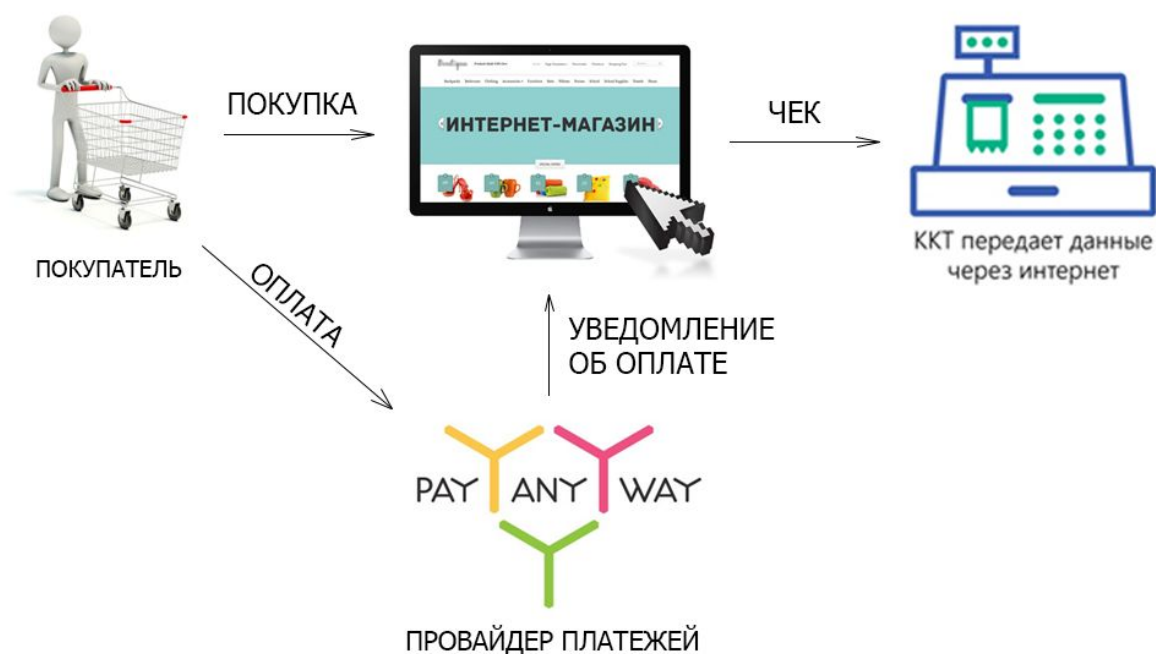 ПОКУПКА
ИНТЕРНЕТ-МАГАЗИН
ЧЕК
ПОКУПАТЕЛЬ
ОПЛАТА
УВЕДОМЛЕНИЕ
ОБ ОПЛАТЕ
ККТ передает данные
через интернет
PAY ANY WAY
ПРОВАЙДЕР ПЛАТЕЖЕЙ